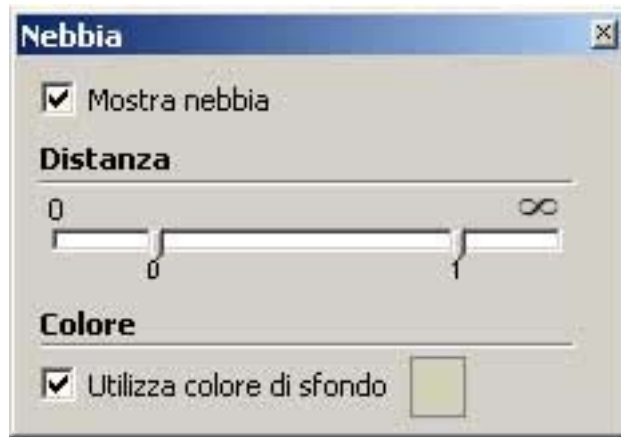 Nebbia
Mostra nebbia
Distanza
0 ∞
0 1
Colore
Utilizza colore di sfondo